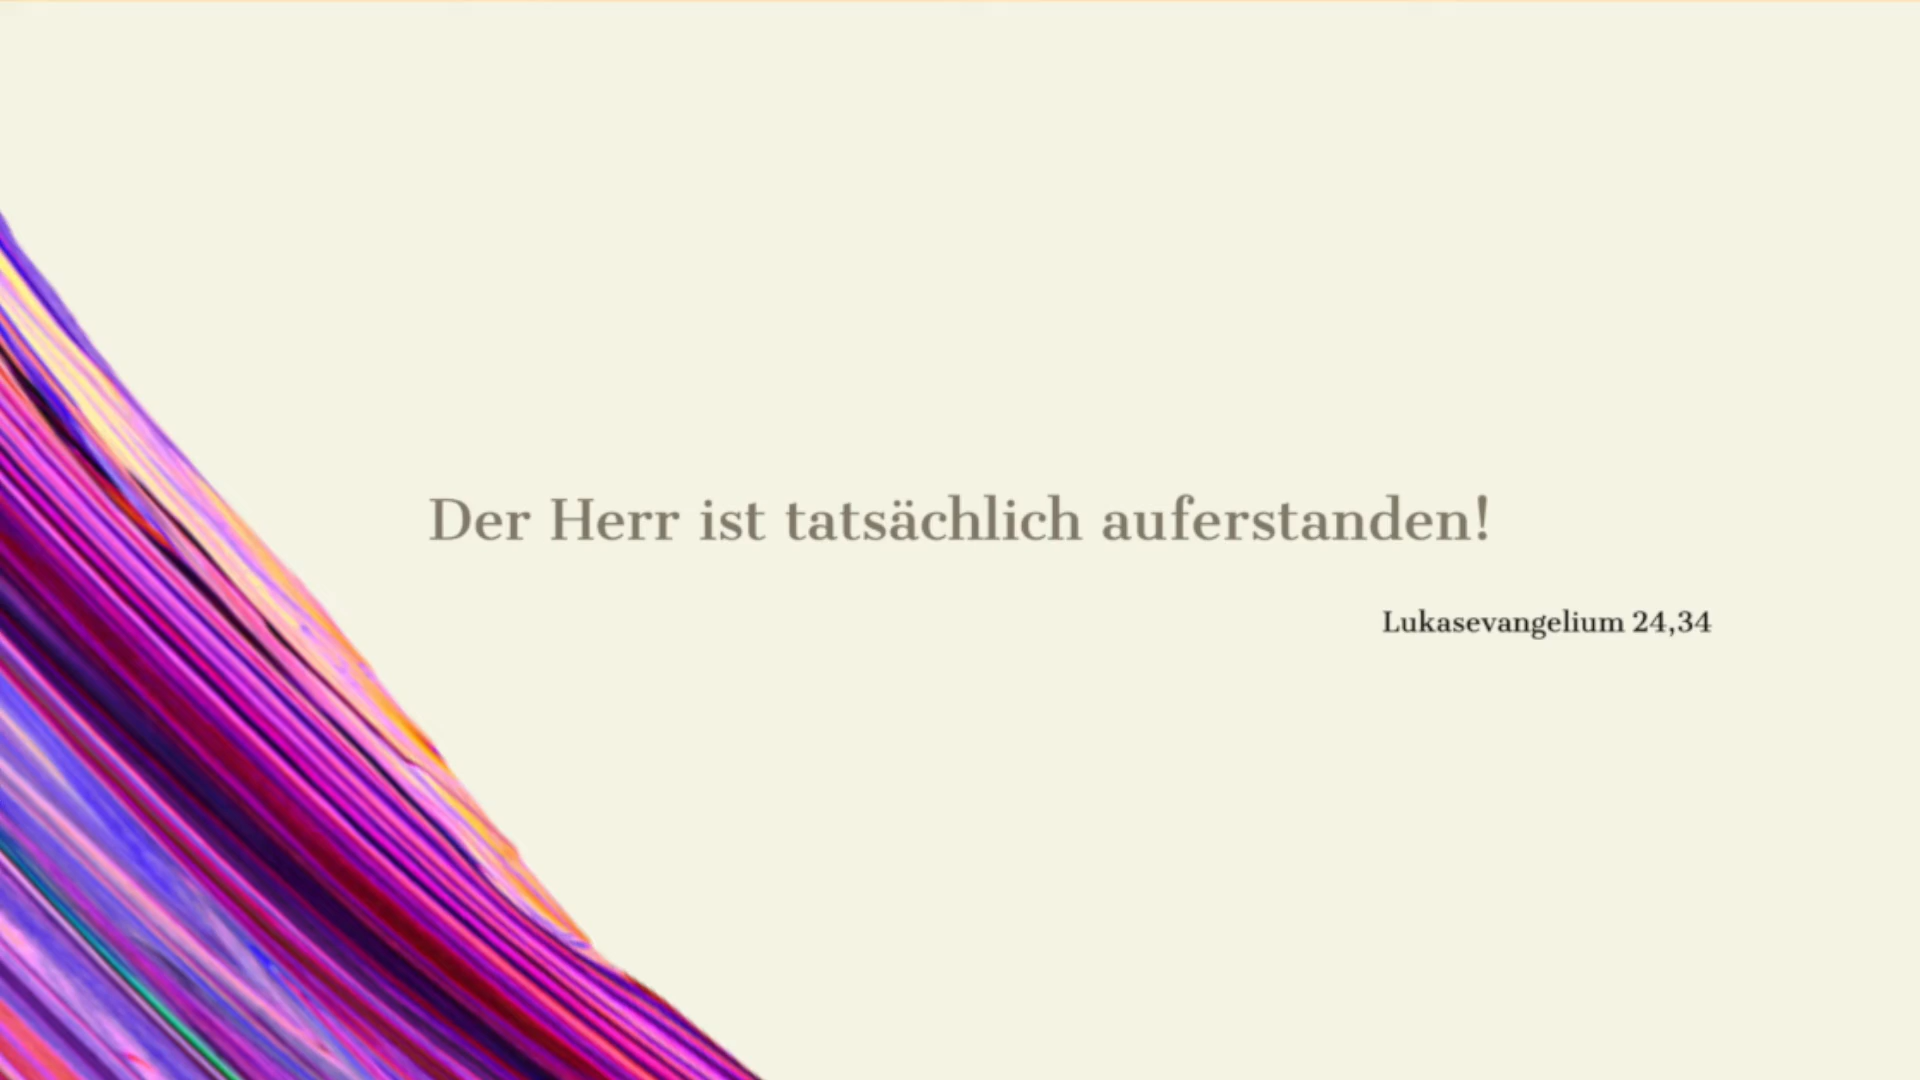 Der Herr ist tatsächlich auferstanden!
Lukasevangelium 24,34